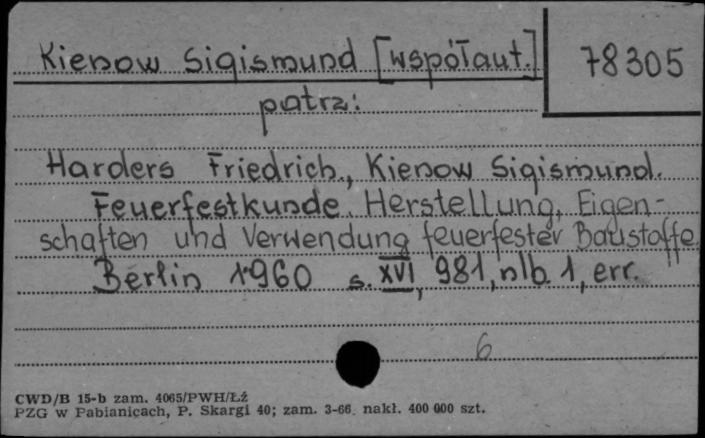 Kienow Sigismund [współaut.]
78305
patrz:
Harders Friedrich., Kienow Sigismund.
Feuerfestkunde. Herstellung, Eigen-
schaften und Verwendung feuerfester Baustoffe.
Berlin 1960 s. XVI, 981, nlb. 1, err.
6
CWD/B 15-b zam. 4065/PWH/Łź
PZG w Pabianicach, P. Skargi 40; zam. 3-66. nakł. 400 000 szt.